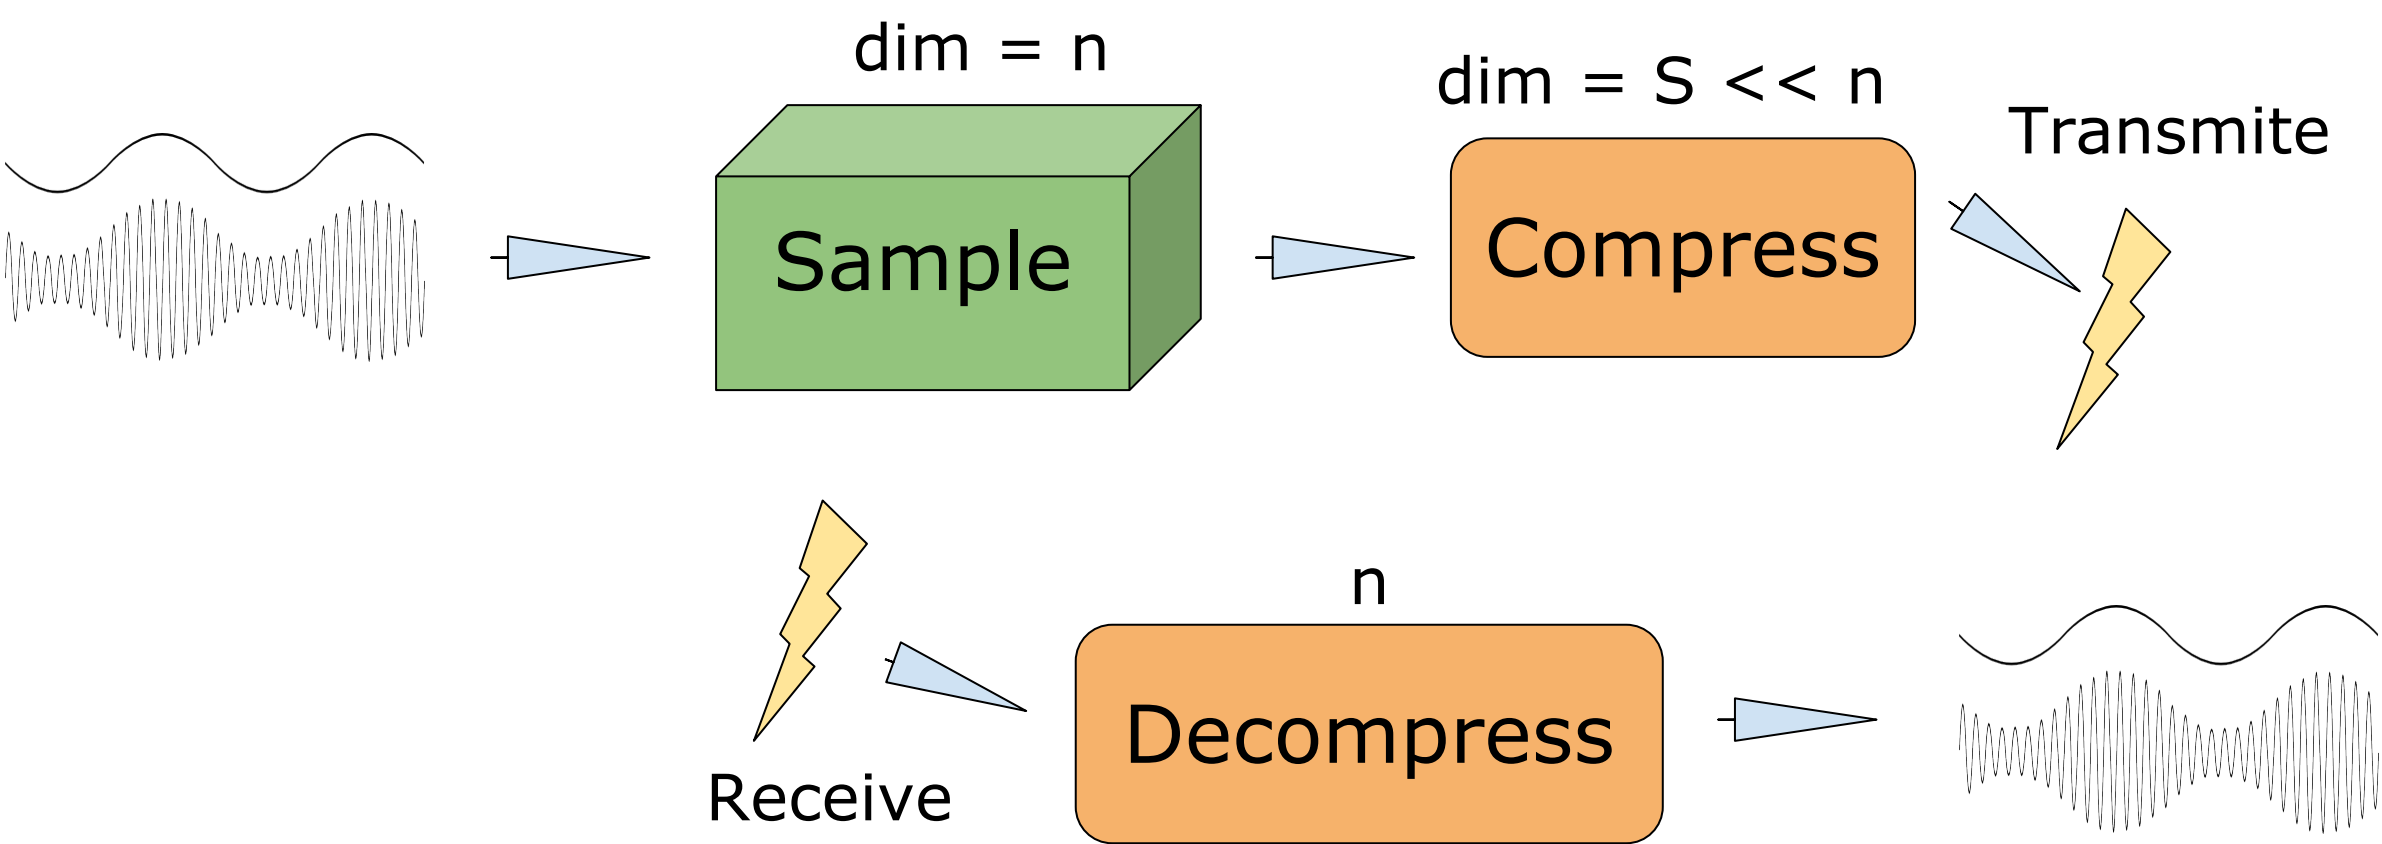 dim = n
Sample
dim = S << n
Compress
Transmite
Receive
n
Decompress